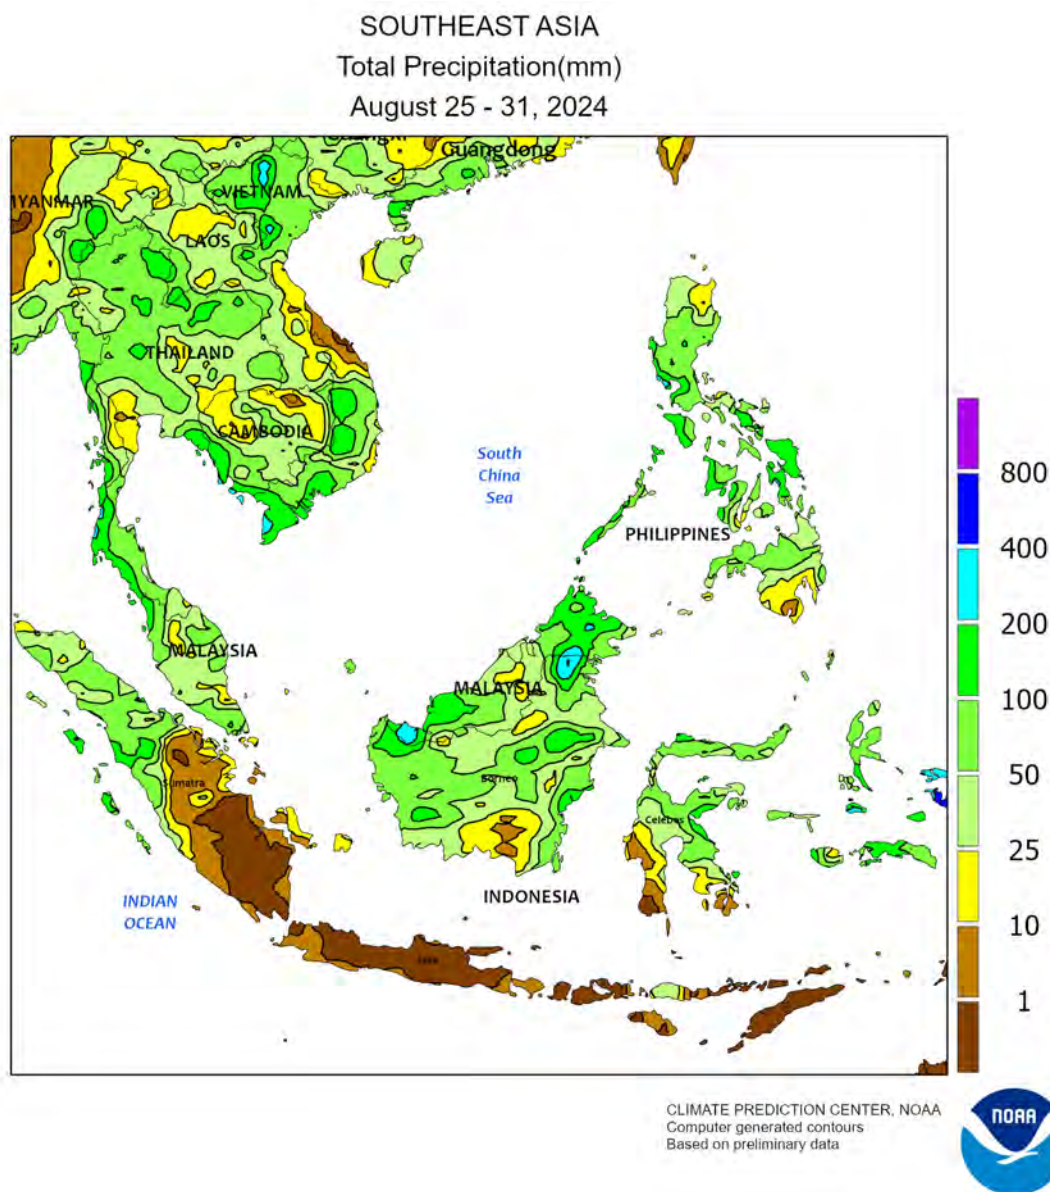 SOUTHEAST ASIA
Total Precipitation(mm)
August 25 - 31, 2024
Guangdong
MYANMAR
VIETNAM
LAOS
THAILAND
CAMBODIA
South
China
Sea
PHILIPPINES
MALAYSIA
MALAYSIA
Sumatra
Borneo
Celebes
INDONESIA
INDIAN
OCEAN
Java
800
400
200
100
50
25
10
1
CLIMATE PREDICTION CENTER, NOAA
Computer generated contours
Based on preliminary data
NOAA